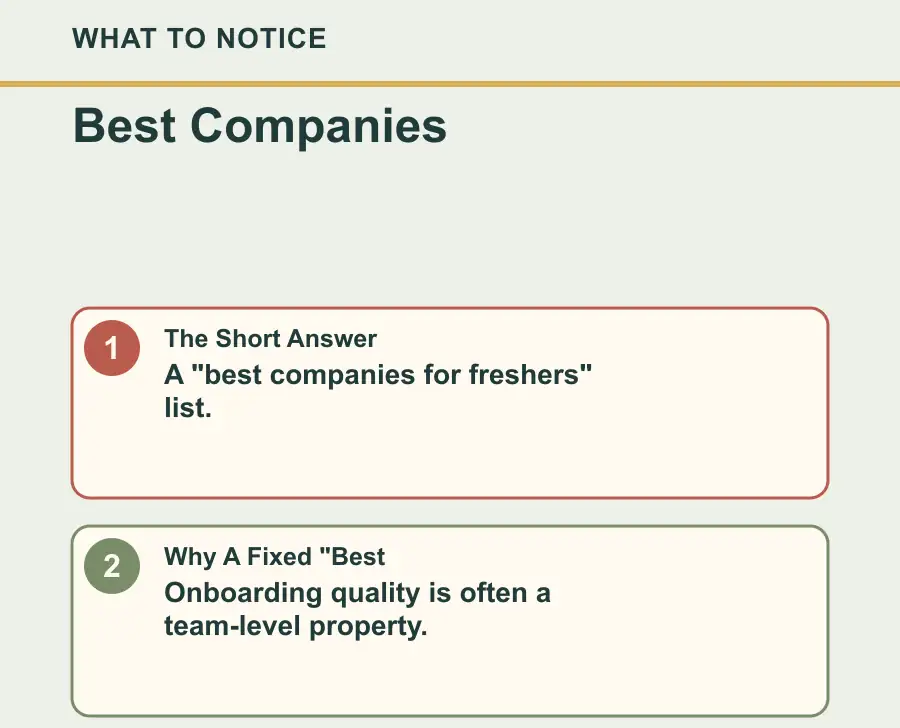 WHAT TO NOTICE
Best Companies
1
The Short Answer
A "best companies for freshers"
list.
2
Why A Fixed "Best
Onboarding quality is often a
team-level property.